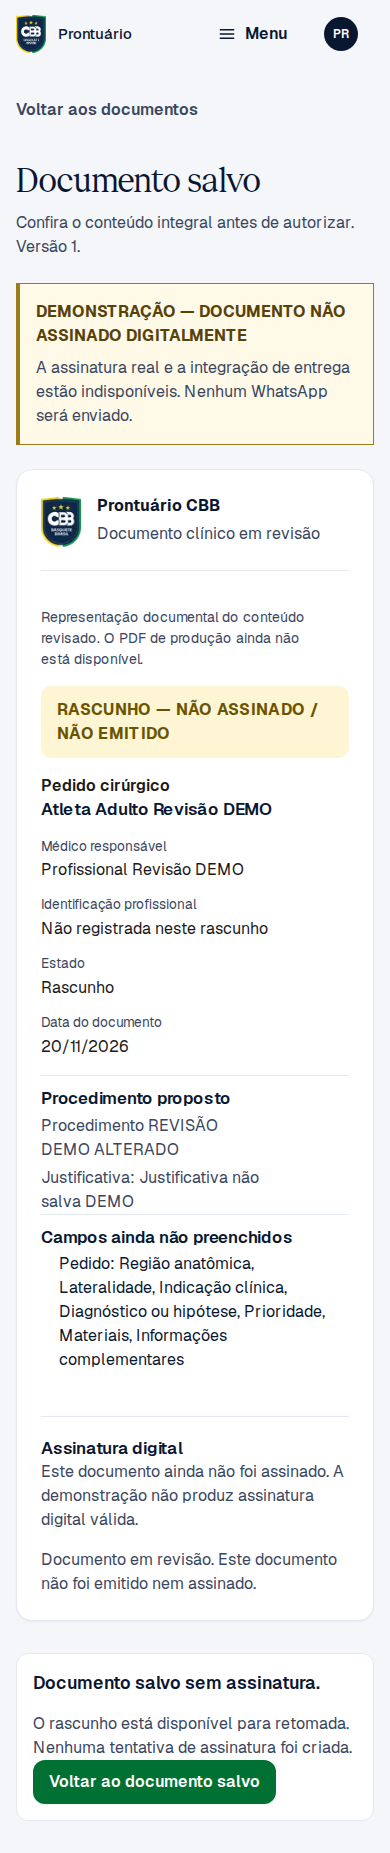 CBB
BASQUETE
BRASIL
Prontuário
Menu
PR
Voltar aos documentos
Documento salvo
Confira o conteúdo integral antes de autorizar.
Versão 1.
DEMONSTRAÇÃO — DOCUMENTO NÃO
ASSINADO DIGITALMENTE
A assinatura real e a integração de entrega
estão indisponíveis. Nenhum WhatsApp
será enviado.
CBB
BASQUETE
BRASIL
Prontuário CBB
Documento clínico em revisão
Representação documental do conteúdo
revisado. O PDF de produção ainda não
está disponível.
RASCUNHO — NÃO ASSINADO /
NÃO EMITIDO
Pedido cirúrgico
Atleta Adulto Revisão DEMO
Médico responsável
Profissional Revisão DEMO
Identificação profissional
Não registrada neste rascunho
Estado
Rascunho
Data do documento
20/11/2026
Procedimento proposto
Procedimento REVISÃO
DEMO ALTERADO
Justificativa: Justificativa não
salva DEMO
Campos ainda não preenchidos
Pedido: Região anatômica,
Lateralidade, Indicação clínica,
Diagnóstico ou hipótese, Prioridade,
Materiais, Informações
complementares
Assinatura digital
Este documento ainda não foi assinado. A
demonstração não produz assinatura
digital válida.
Documento em revisão. Este documento
não foi emitido nem assinado.
Documento salvo sem assinatura.
O rascunho está disponível para retomada.
Nenhuma tentativa de assinatura foi criada.
Voltar ao documento salvo